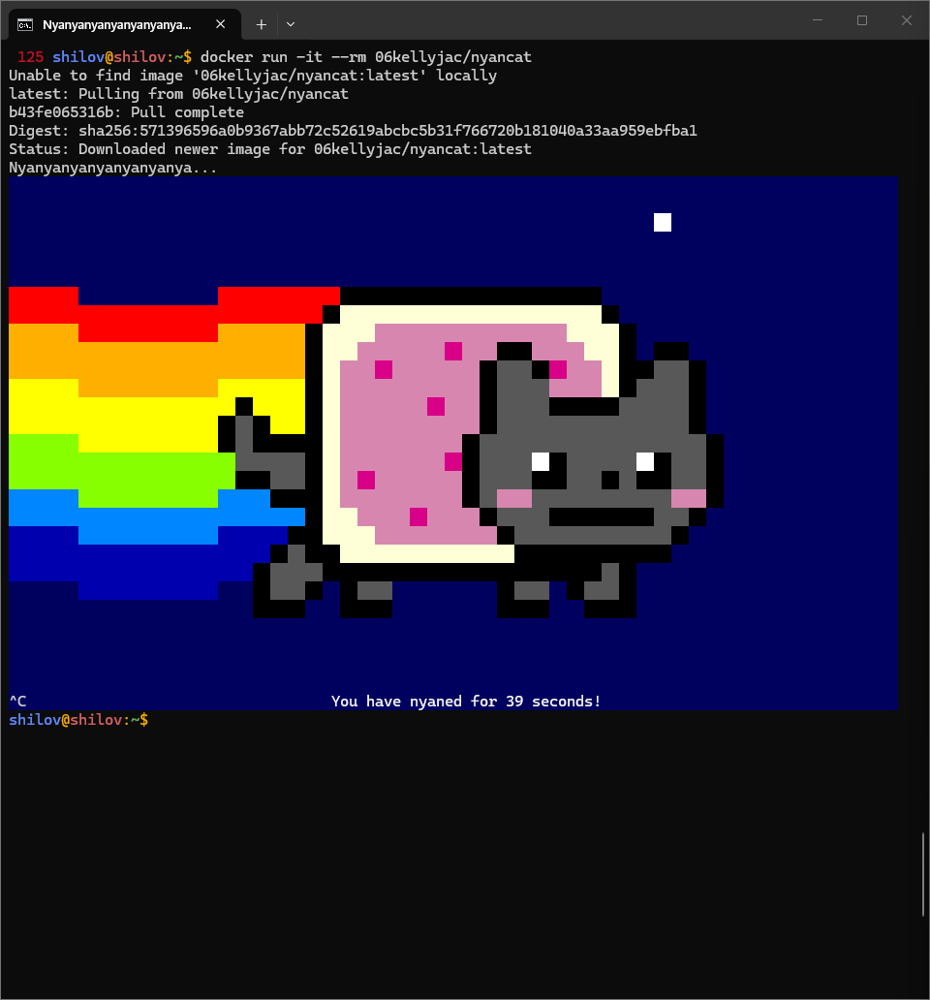 Nyanyanyanyanyanyanya...
125 shilov@shilov:~$ docker run -it --rm 06kellyjac/nyancat
Unable to find image '06kellyjac/nyancat:latest' locally
latest: Pulling from 06kellyjac/nyancat
b43fe065316b: Pull complete
Digest: sha256:571396596a0b9367abb72c52619abcbc5b31f766720b181040a33aa959ebfba1
Status: Downloaded newer image for 06kellyjac/nyancat:latest
Nyanyanyanyanyanyanya...
^C You have nyaned for 39 seconds!
shilov@shilov:~$